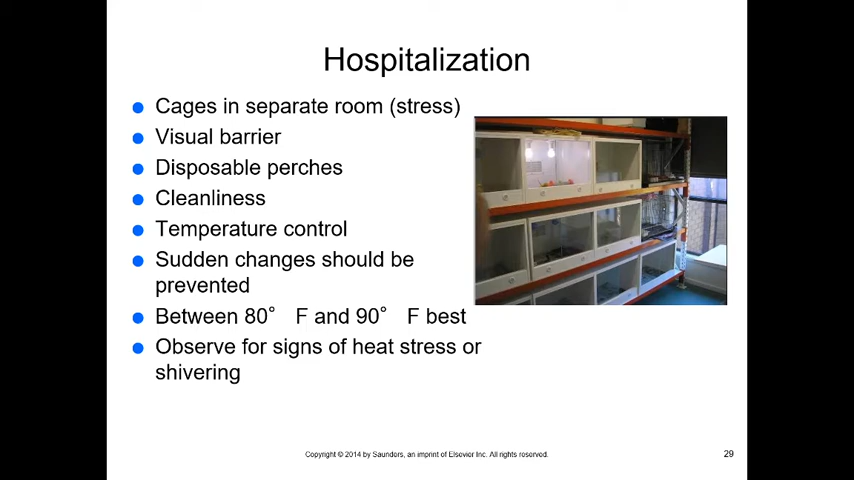 Hospitalization
Cages in separate room (stress)
Visual barrier
Disposable perches
Cleanliness
Temperature control
Sudden changes should be
prevented
Between 80° F and 90° F best
Observe for signs of heat stress or
shivering
Copyright © 2014 by Saunders, an imprint of Elsevier Inc. All rights reserved.
29